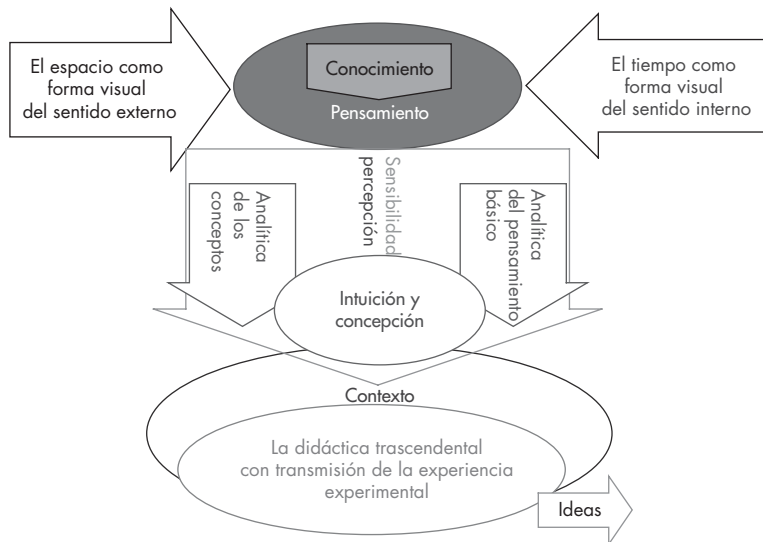 El espacio como
forma visual
del sentido externo
Conocimiento
Pensamiento
El tiempo como
forma visual
del sentido interno
Analítica
de los
conceptos
Sensibilidad
percepción
Analítica
del pensamiento
básico
Intuición y
concepción
Contexto
La didáctica trascendental
con transmisión de la experiencia
experimental
Ideas